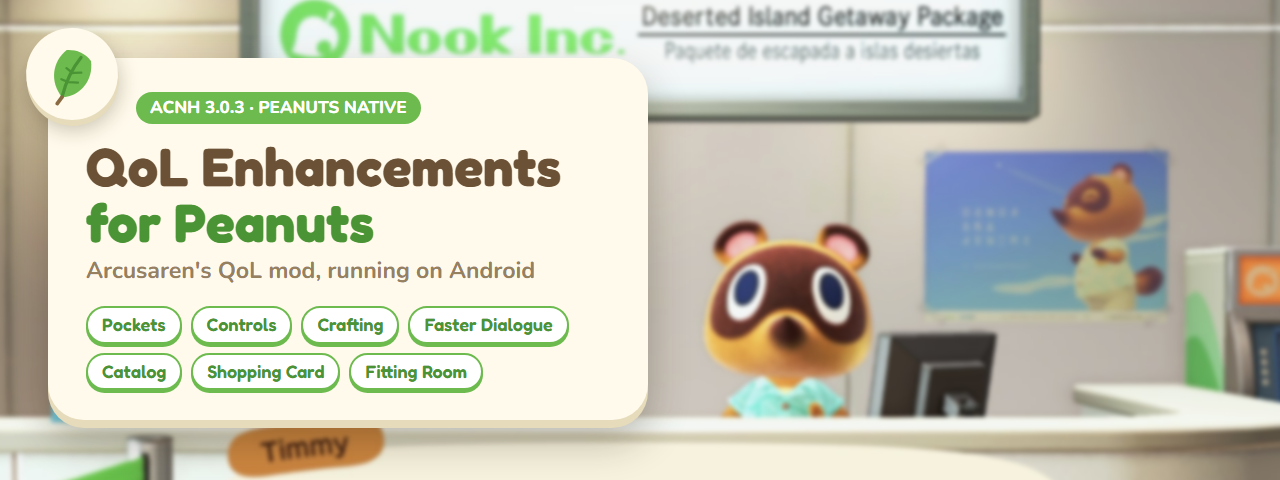 Nook Inc.
Deserted Island Getaway Package
Paquete de escapada a islas desiertas
ACNH 3.0.3 · PEANUTS NATIVE
QoL Enhancements
for Peanuts
Arcusaren's QoL mod, running on Android
Pockets
Controls
Crafting
Faster Dialogue
Catalog
Shopping Card
Fitting Room
Timmy